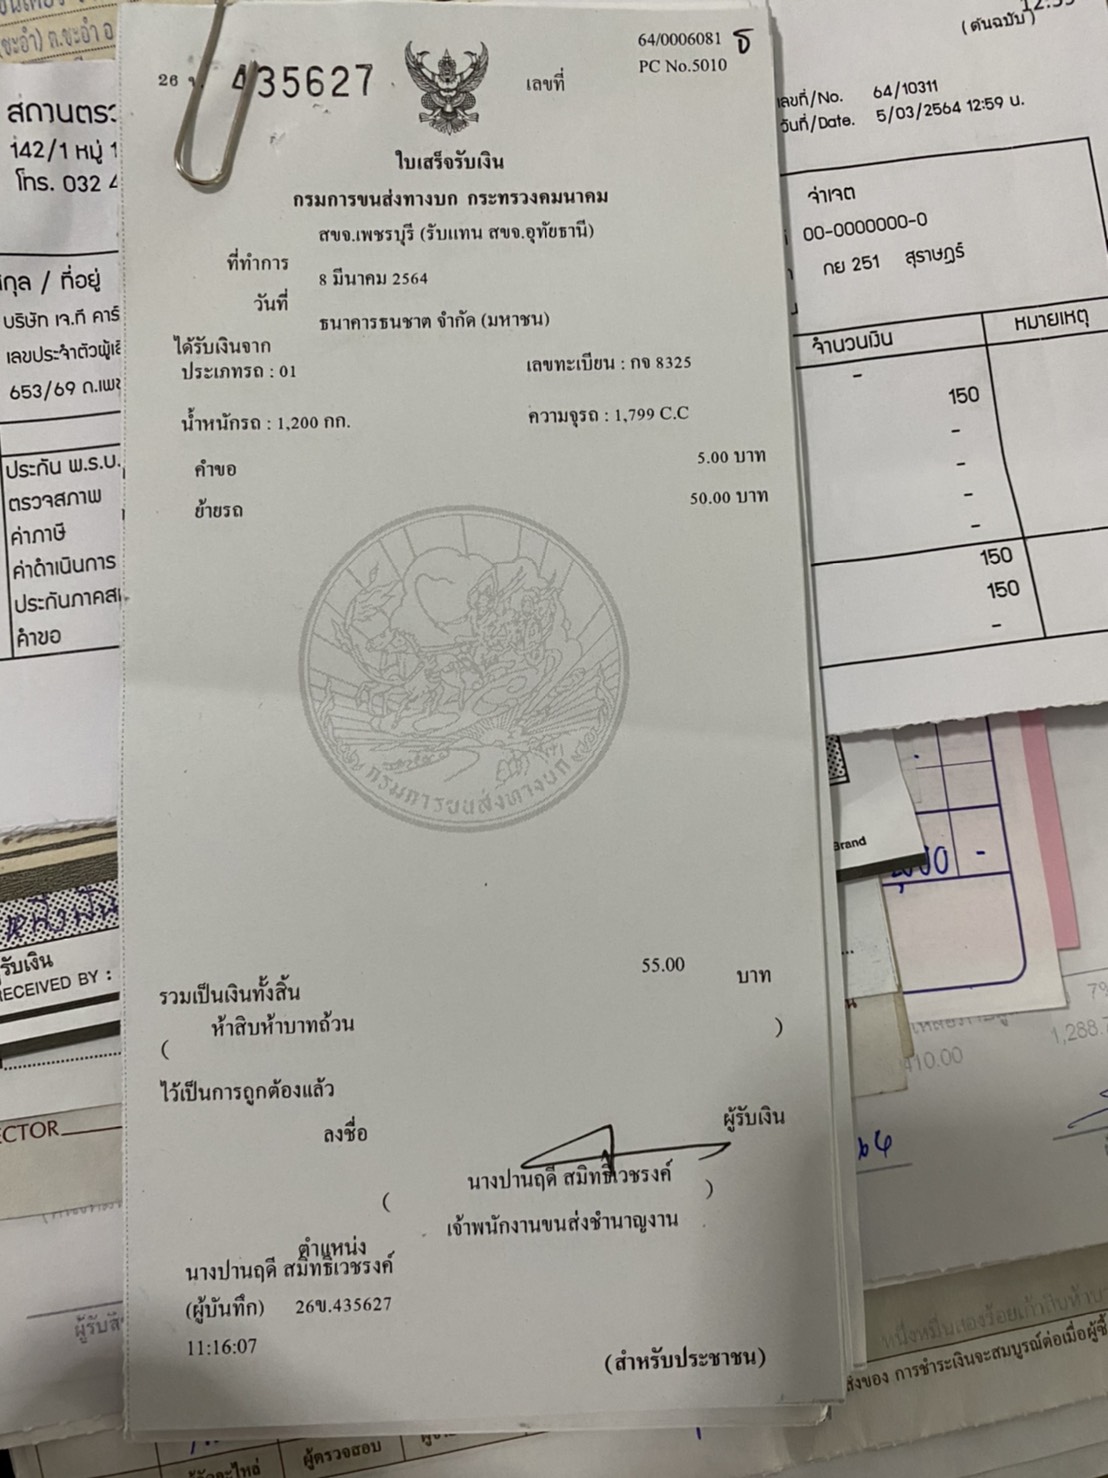 64/0006081 ธ
26 ข. 435627
เลขที่
PC No.5010
ใบเสร็จรับเงิน
กรมการขนส่งทางบก กระทรวงคมนาคม
สขจ.เพชรบุรี (รับแทน สขจ.อุทัยธานี)
ที่ทำการ
8 มีนาคม 2564
วันที่
ธนาคารธนชาต จำกัด (มหาชน)
ได้รับเงินจาก
ประเภทรถ : 01
เลขทะเบียน : กจ 8325
น้ำหนักรถ : 1,200 กก.
ความจุรถ : 1,799 C.C
คำขอ 5.00 บาท
ย้ายรถ 50.00 บาท
กรมการขนส่งทางบก
รวมเป็นเงินทั้งสิ้น 55.00 บาท
( ห้าสิบห้าบาทถ้วน )
ไว้เป็นการถูกต้องแล้ว
ลงชื่อ ผู้รับเงิน
( นางปานฤดี สมิทธิ์เวชรงค์ )
เจ้าพนักงานขนส่งชำนาญงาน
ตำแหน่ง
นางปานฤดี สมิทธิ์เวชรงค์
(ผู้บันทึก) 26ข.435627
11:16:07
(สำหรับประชาชน)
142/1 หมู่ 1
โทร. 032 4
กุล / ที่อยู่
บริษัท เจ.ที คาร์
653/69 ถ.เพช
ประกัน พ.ร.บ.
ตรวจสภาพ
ค่าภาษี
ค่าดำเนินการ
ประกันภาคส
คำขอ
(ต้นฉบับ)
เลขที่/No. 64/10311
วันที่/Date. 5/03/2564 12:59 น.
จ่าเจต
00-0000000-0
กย 251 สุราษฎร์
จำนวนเงิน หมายเหตุ
-
150
-
-
-
-
150
150
-
Brand
รับเงิน
RECEIVED BY :
ECTOR
410.00
1,288.7
7%
ผู้ตรวจสอบ